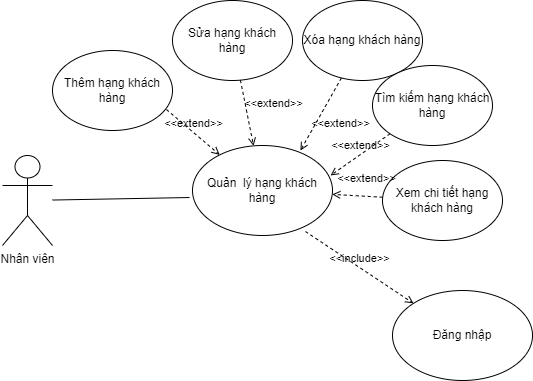 Sửa hạng khách
hàng
Xóa hạng khách hàng
Thêm hạng khách
hàng
Tìm kiếm hạng khách
hàng
<<extend>>
<<extend>>
<<extend>>
<<extend>>
<<extend>>
Quản lý hạng khách
hàng
Xem chi tiết hạng
khách hàng
Nhân viên
<<include>>
Đăng nhập